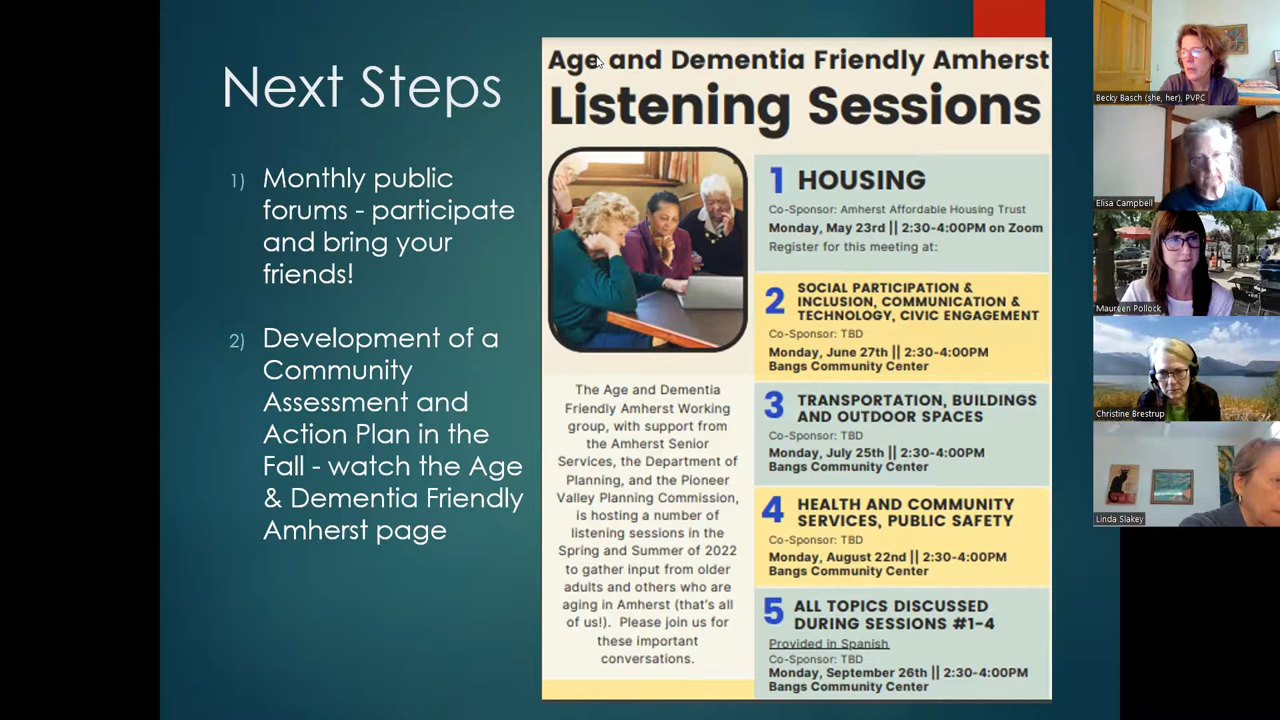 Next Steps
1) Monthly public
forums - participate
and bring your
friends!
2) Development of a
Community
Assessment and
Action Plan in the
Fall - watch the Age
& Dementia Friendly
Amherst page
Age and Dementia Friendly Amherst
Listening Sessions
The Age and Dementia
Friendly Amherst Working
group, with support from
the Amherst Senior
Services, the Department of
Planning, and the Pioneer
Valley Planning Commission,
is hosting a number of
listening sessions in the
Spring and Summer of 2022
to gather input from older
adults and others who are
aging in Amherst (that's all
of us!). Please join us for
these important
conversations.
1 HOUSING
Co-Sponsor: Amherst Affordable Housing Trust
Monday, May 23rd || 2:30-4:00PM on Zoom
Register for this meeting at:
2 SOCIAL PARTICIPATION &
INCLUSION, COMMUNICATION &
TECHNOLOGY, CIVIC ENGAGEMENT
Co-Sponsor: TBD
Monday, June 27th || 2:30-4:00PM
Bangs Community Center
3 TRANSPORTATION, BUILDINGS
AND OUTDOOR SPACES
Co-Sponsor: TBD
Monday, July 25th || 2:30-4:00PM
Bangs Community Center
4 HEALTH AND COMMUNITY
SERVICES, PUBLIC SAFETY
Co-Sponsor: TBD
Monday, August 22nd || 2:30-4:00PM
Bangs Community Center
5 ALL TOPICS DISCUSSED
DURING SESSIONS #1-4
Provided in Spanish
Co-Sponsor: TBD
Monday, September 26th || 2:30-4:00PM
Bangs Community Center
Becky Basch (she, her), PVPC
Elisa Campbell
Maureen Pollock
Christine Brestrup
Linda Slakey